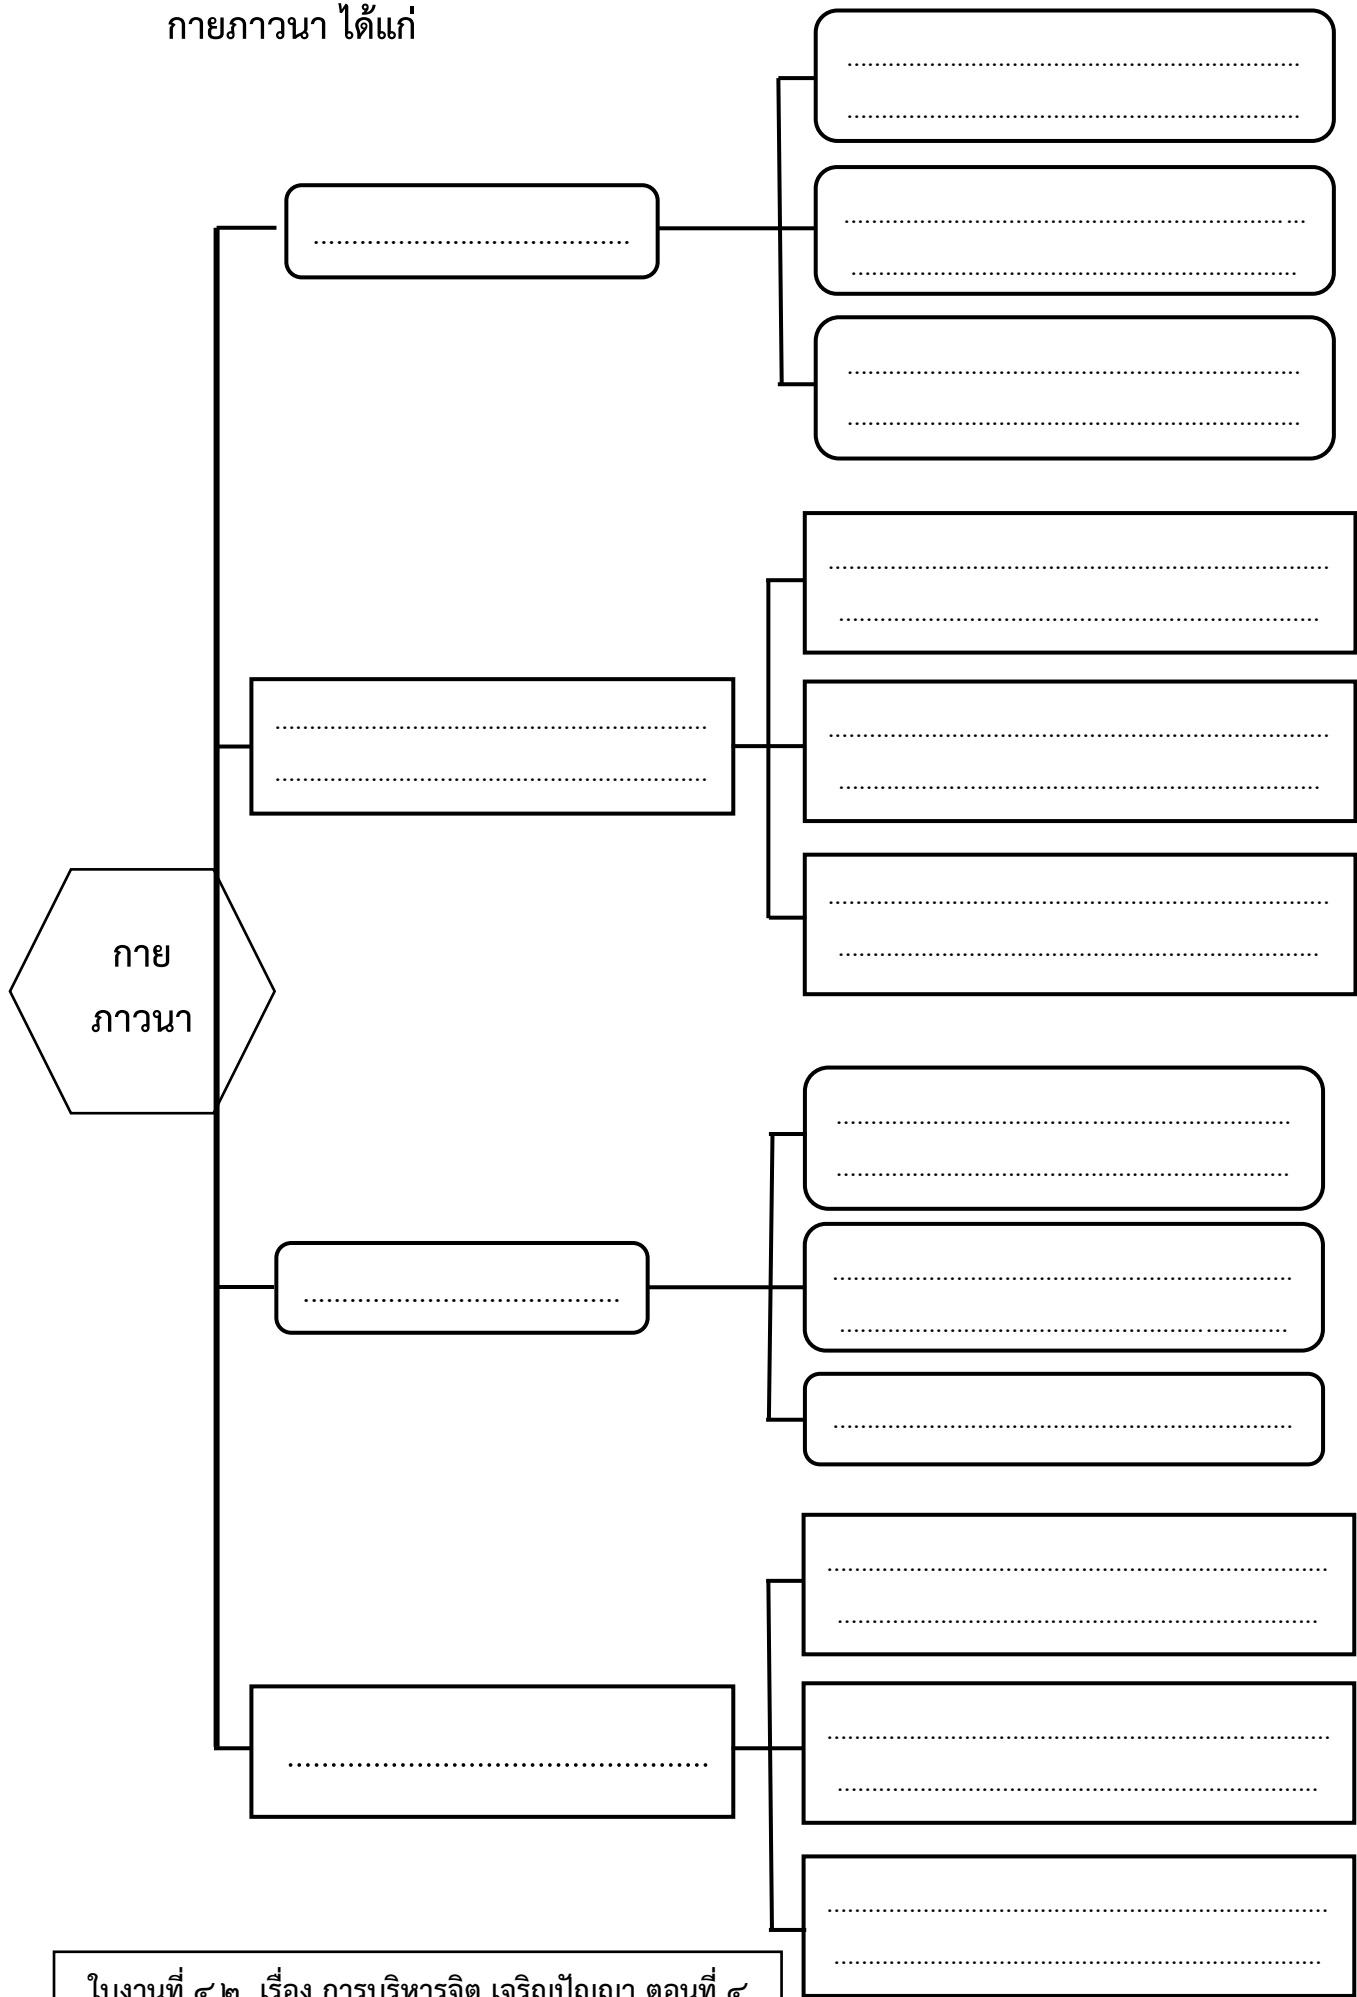 กายภาวนา ได้แก่
กาย
ภาวนา
ใบงานที่ ๔.๒ เรื่อง การบริหารจิต เจริญปัญญา ตอนที่ ๔